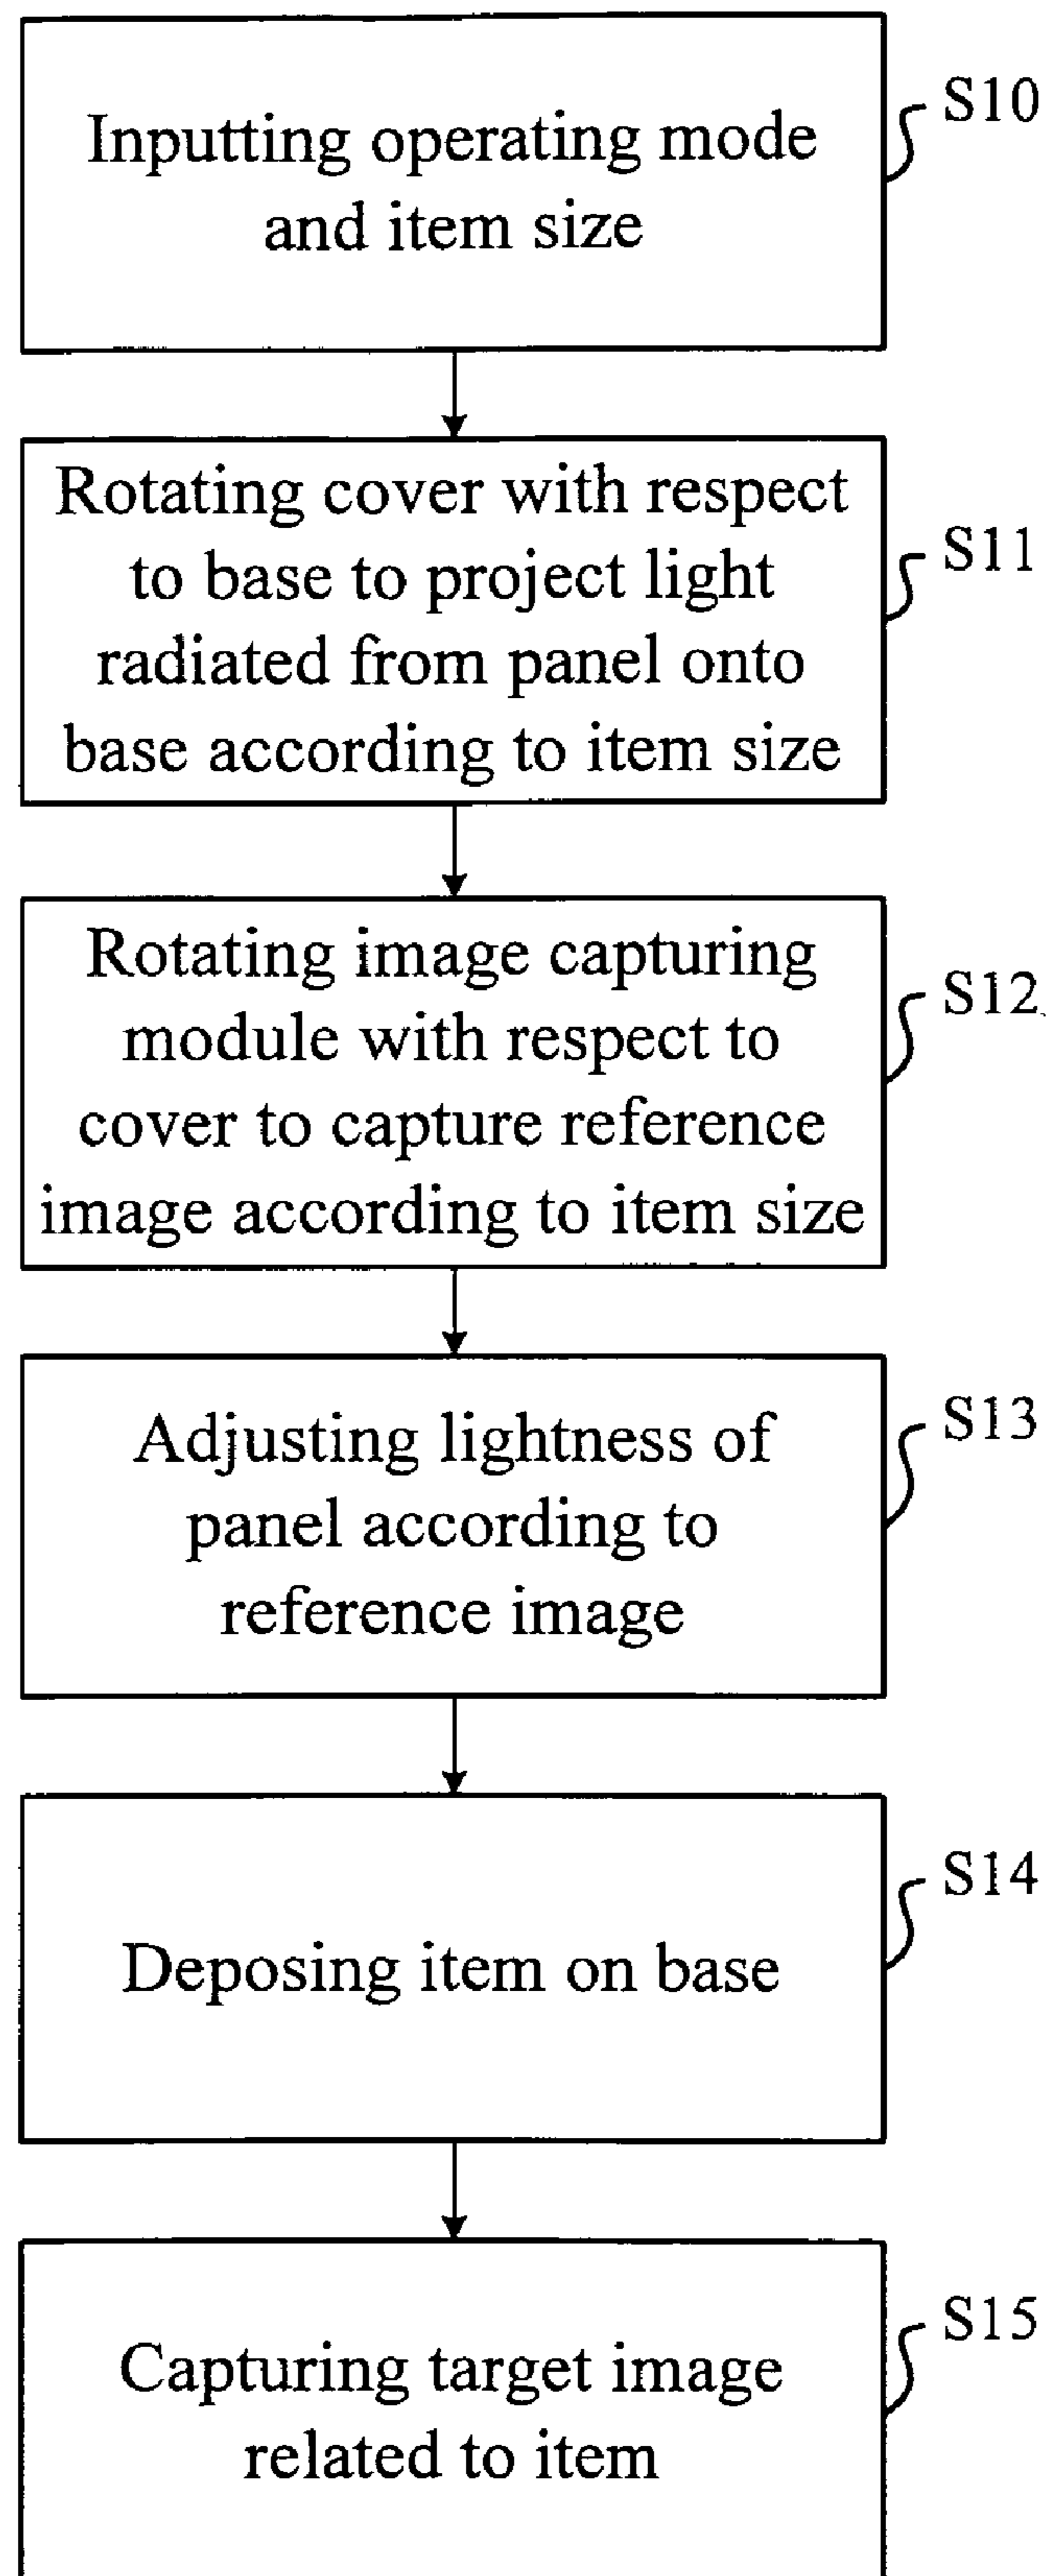 Inputting operating mode
and item size
S10
Rotating cover with respect
to base to project light
radiated from panel onto
base according to item size
S11
Rotating image capturing
module with respect to
cover to capture reference
image according to item size
S12
Adjusting lightness of
panel according to
reference image
S13
Deposing item on base
S14
Capturing target image
related to item
S15